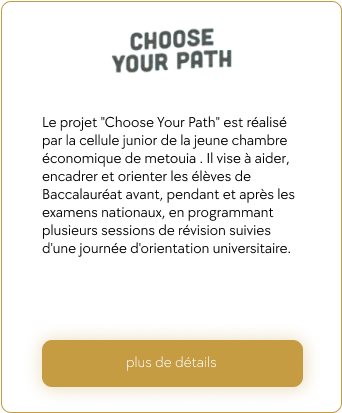 CHOOSE
YOUR PATH
Le projet "Choose Your Path" est réalisé
par la cellule junior de la jeune chambre
économique de metouia . Il vise à aider,
encadrer et orienter les élèves de
Baccalauréat avant, pendant et après les
examens nationaux, en programmant
plusieurs sessions de révision suivies
d'une journée d'orientation universitaire.
plus de détails